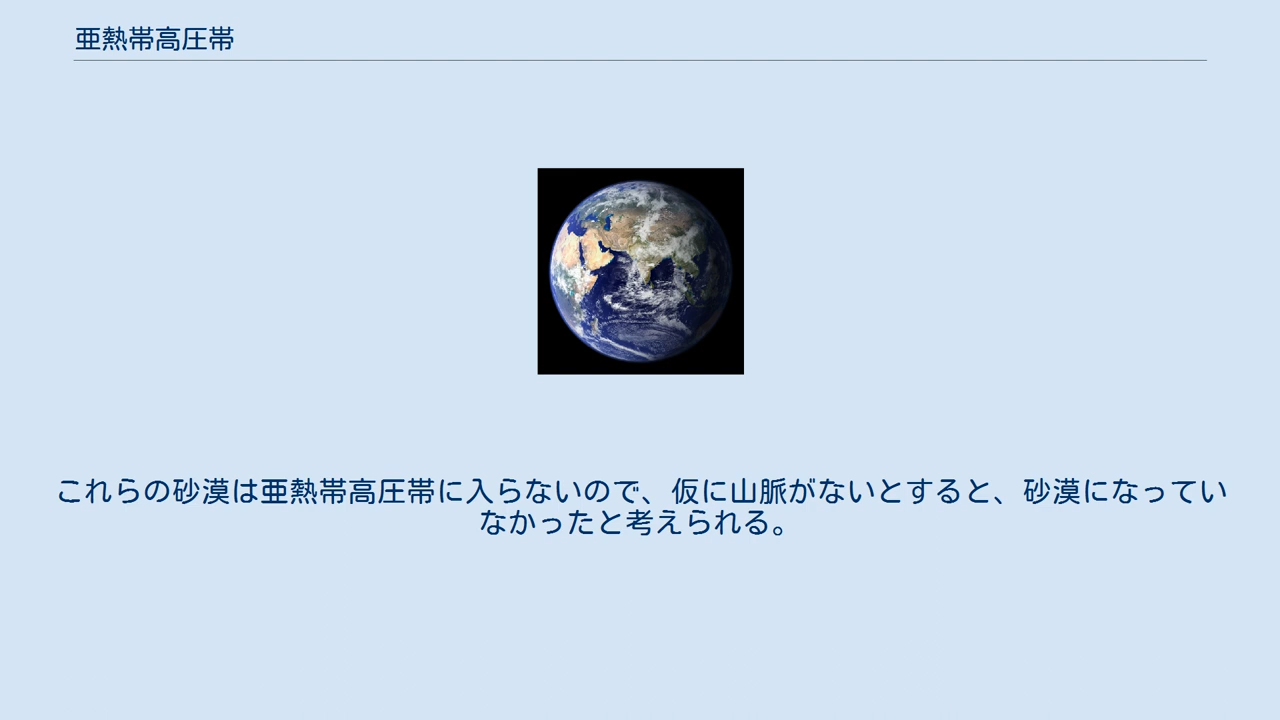 亜熱帯高圧帯
これらの砂漠は亜熱帯高圧帯に入らないので、仮に山脈がないとすると、砂漠になってい
なかったと考えられる。